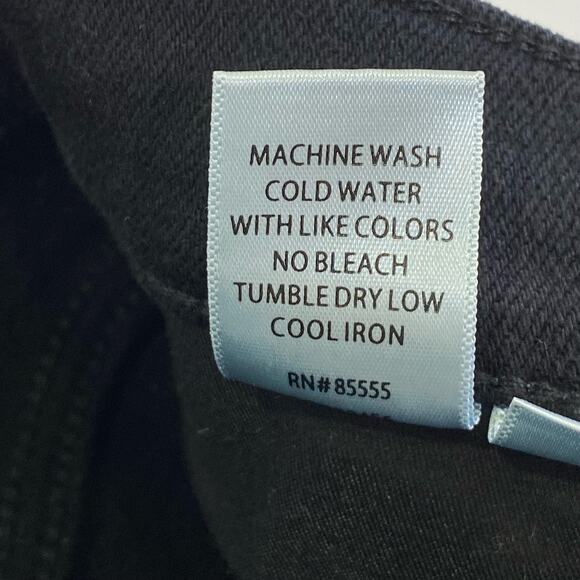 MACHINE WASH
COLD WATER
WITH LIKE COLORS
NO BLEACH
TUMBLE DRY LOW
COOL IRON
RN# 85555